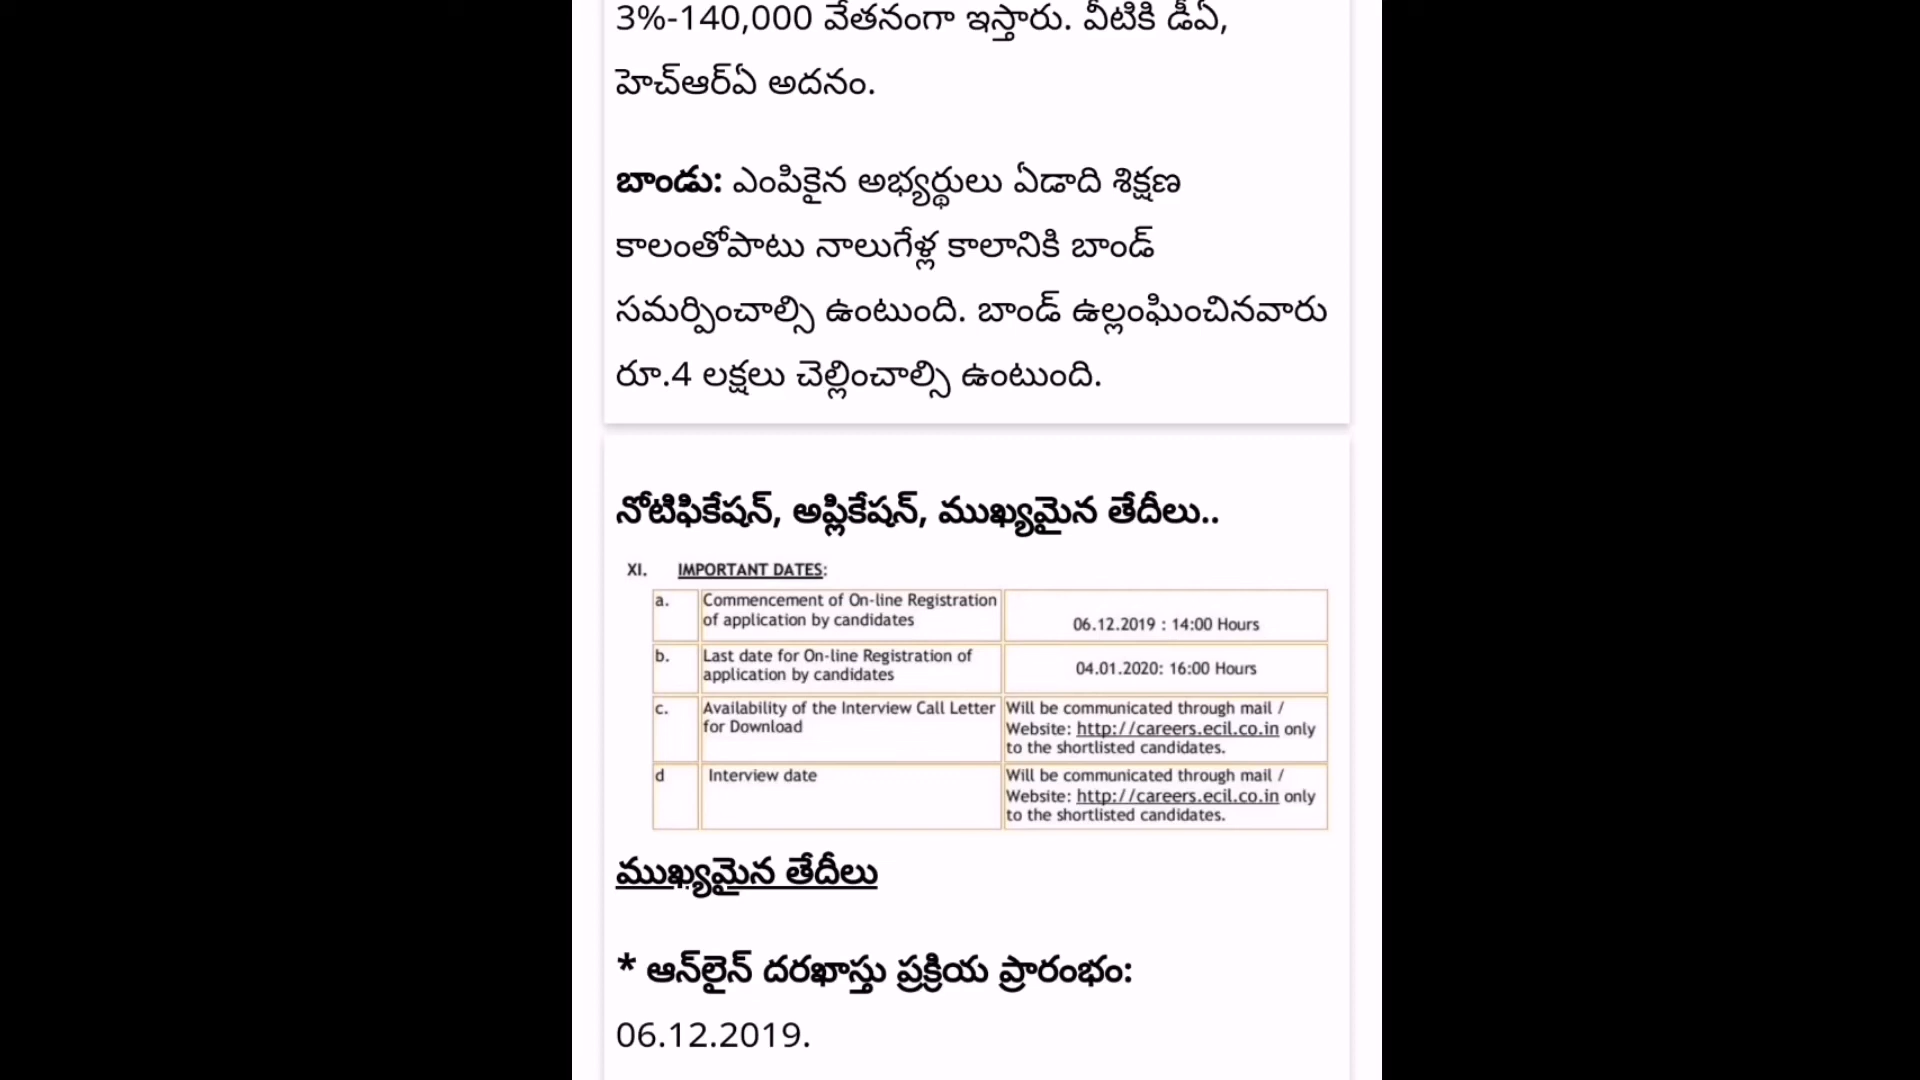 3%-140,000 వేతనంగా ఇస్తారు. వీటికి డీఏ,
హెచ్ఆర్ఏ అదనం.
బాండు: ఎంపికైన అభ్యర్థులు ఏడాది శిక్షణ
కాలంతోపాటు నాలుగేళ్ల కాలానికి బాండ్
సమర్పించాల్సి ఉంటుంది. బాండ్ ఉల్లంఘించినవారు
రూ.4 లక్షలు చెల్లించాల్సి ఉంటుంది.
నోటిఫికేషన్, అప్లికేషన్, ముఖ్యమైన తేదీలు..
XI. IMPORTANT DATES:
a. Commencement of On-line Registration
of application by candidates
06.12.2019 : 14:00 Hours
b. Last date for On-line Registration of
application by candidates
04.01.2020: 16:00 Hours
c. Availability of the Interview Call Letter
for Download
Will be communicated through mail /
Website: http://careers.ecil.co.in only
to the shortlisted candidates.
d Interview date
Will be communicated through mail /
Website: http://careers.ecil.co.in only
to the shortlisted candidates.
ముఖ్యమైన తేదీలు
* ఆన్‌లైన్ దరఖాస్తు ప్రక్రియ ప్రారంభం:
06.12.2019.